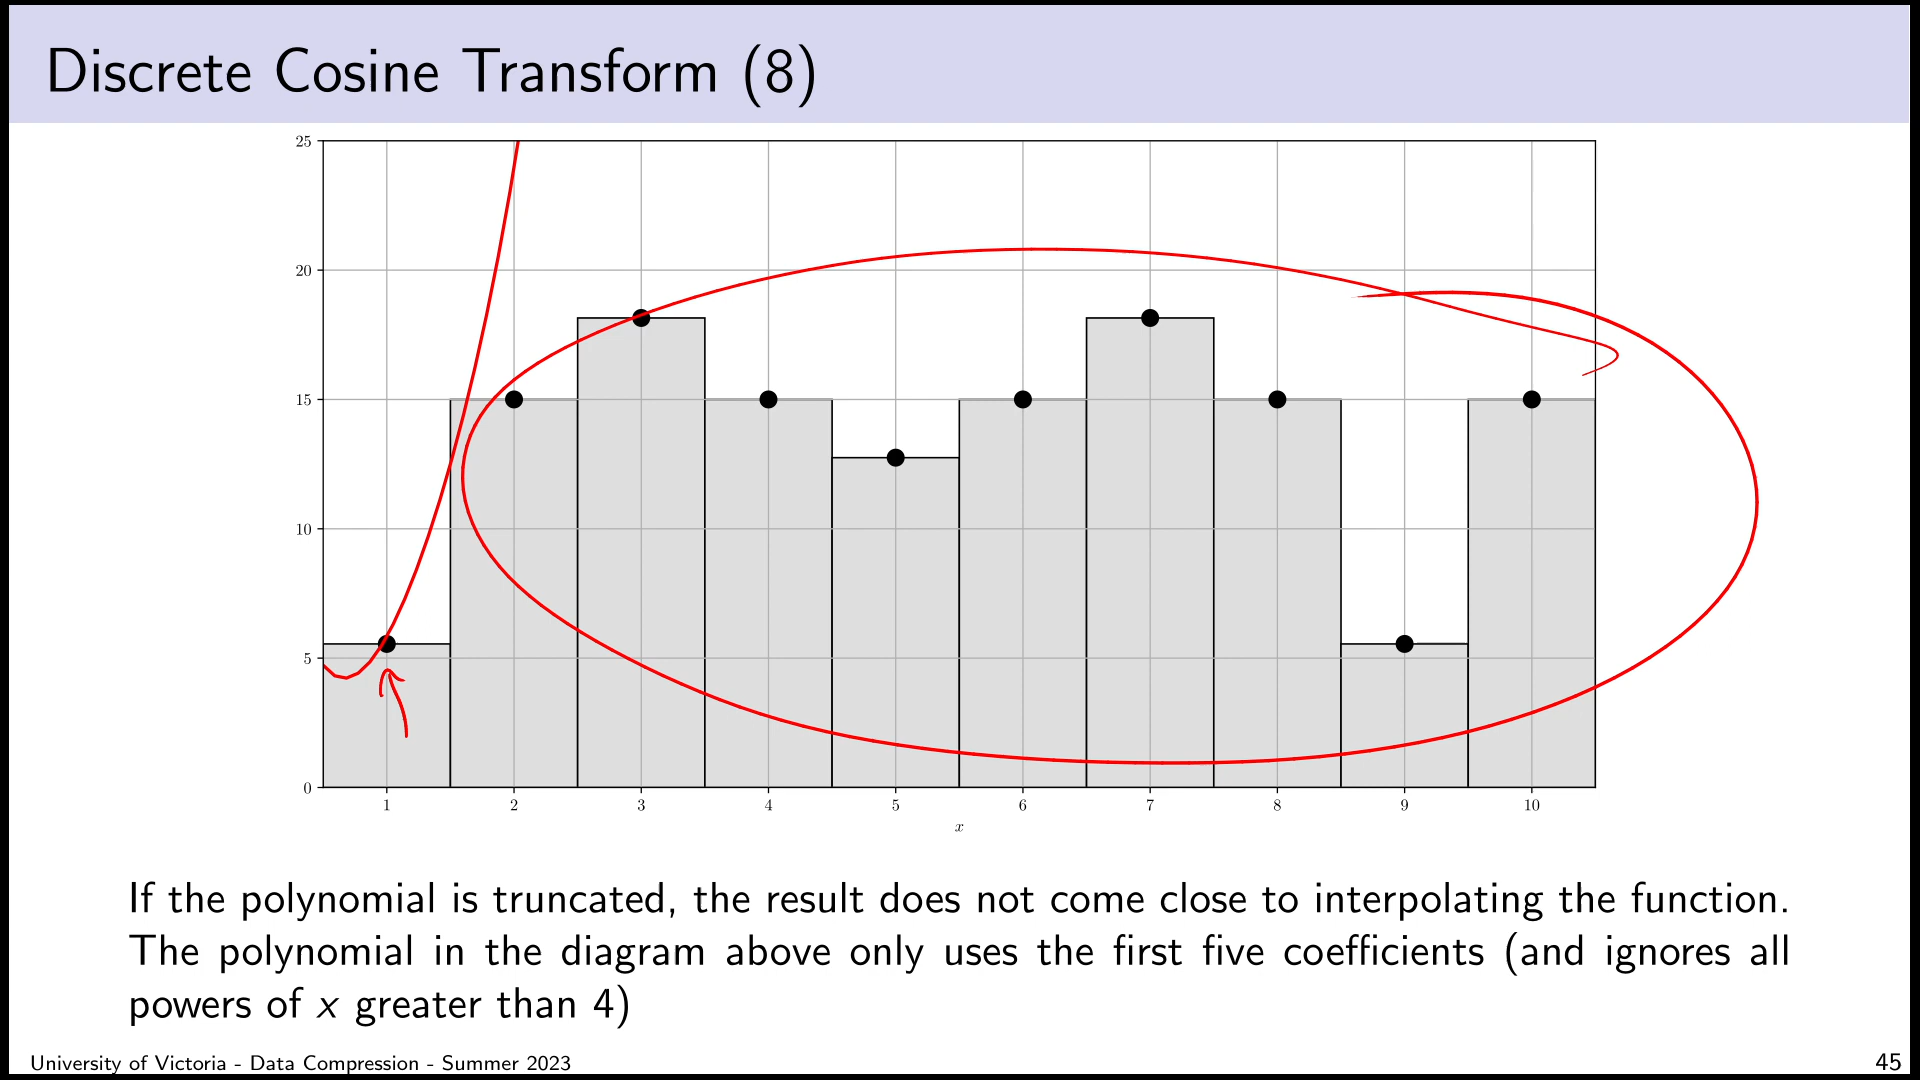 Discrete Cosine Transform (8)
25
20
15
10
5
0
1 2 3 4 5 6 7 8 9 10
x
If the polynomial is truncated, the result does not come close to interpolating the function.
The polynomial in the diagram above only uses the first five coefficients (and ignores all
powers of x greater than 4)
University of Victoria - Data Compression - Summer 2023 45